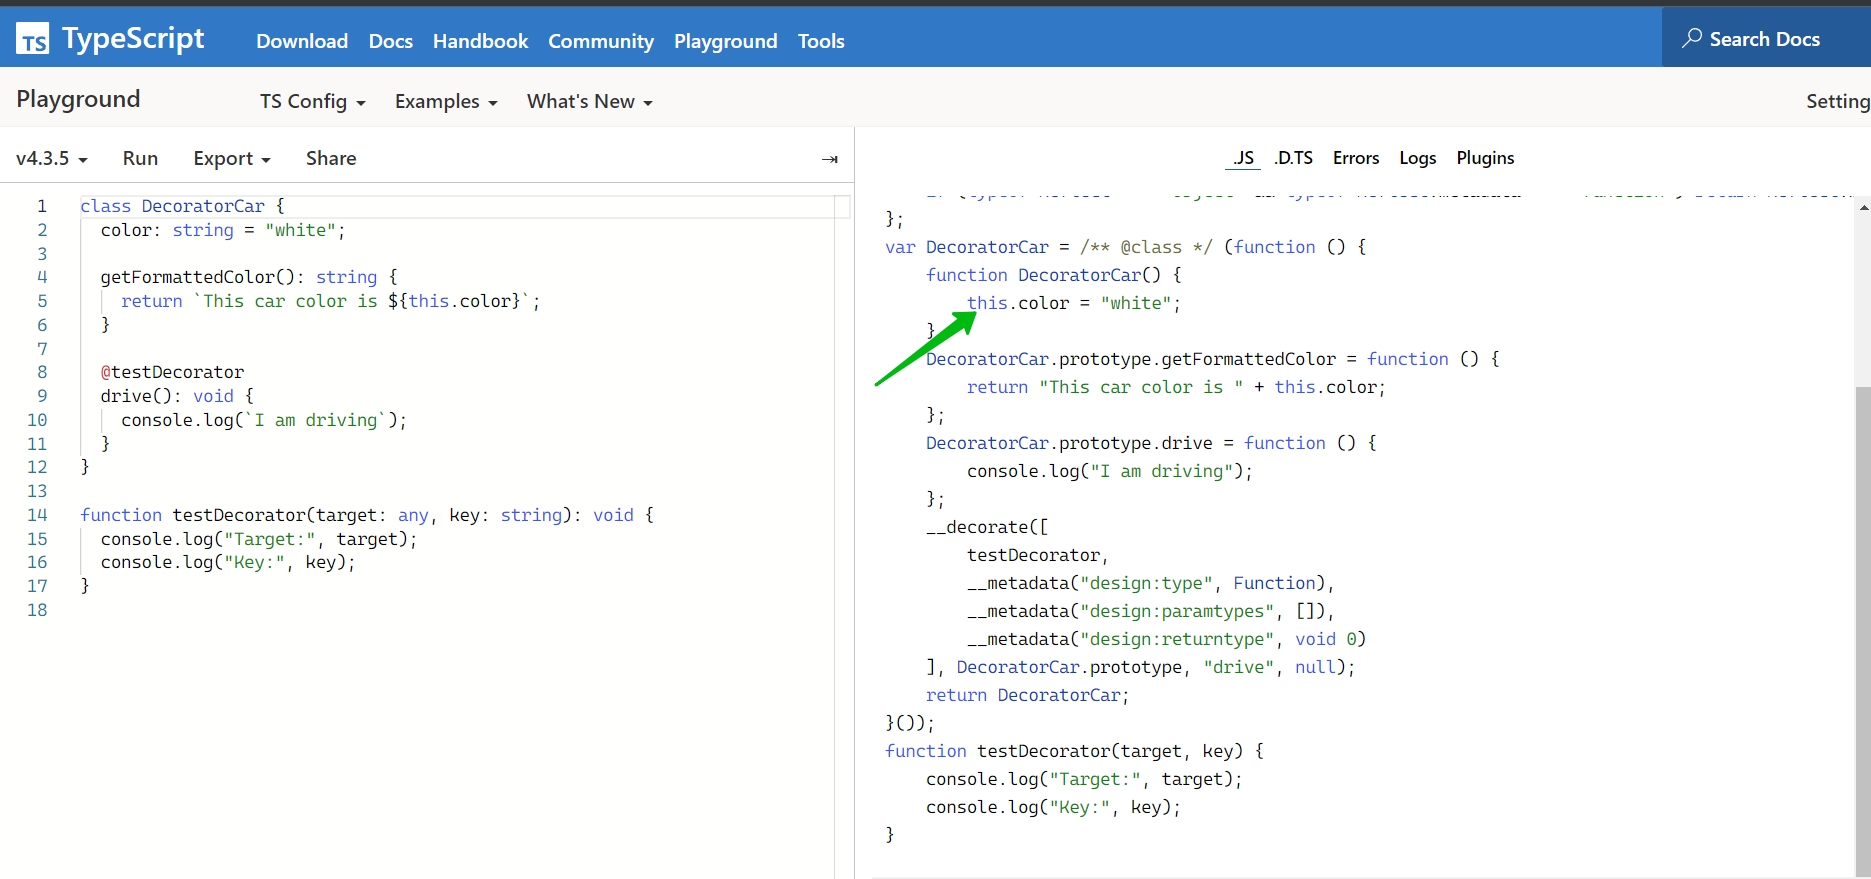 TS TypeScript
Download Docs Handbook Community Playground Tools
Search Docs
Playground
TS Config Examples What's New
Setting
v4.3.5 Run Export Share
.JS .D.TS Errors Logs Plugins
1 class DecoratorCar {
2   color: string = "white";
3
4   getFormattedColor(): string {
5     return `This car color is ${this.color}`;
6   }
7
8   @testDecorator
9   drive(): void {
10     console.log(`I am driving`);
11   }
12 }
13
14 function testDecorator(target: any, key: string): void {
15   console.log("Target:", target);
16   console.log("Key:", key);
17 }
18
};
var DecoratorCar = /** @class */ (function () {
    function DecoratorCar() {
        this.color = "white";
    }
    DecoratorCar.prototype.getFormattedColor = function () {
        return "This car color is " + this.color;
    };
    DecoratorCar.prototype.drive = function () {
        console.log("I am driving");
    };
    __decorate([
        testDecorator,
        __metadata("design:type", Function),
        __metadata("design:paramtypes", []),
        __metadata("design:returntype", void 0)
    ], DecoratorCar.prototype, "drive", null);
    return DecoratorCar;
}());
function testDecorator(target, key) {
    console.log("Target:", target);
    console.log("Key:", key);
}